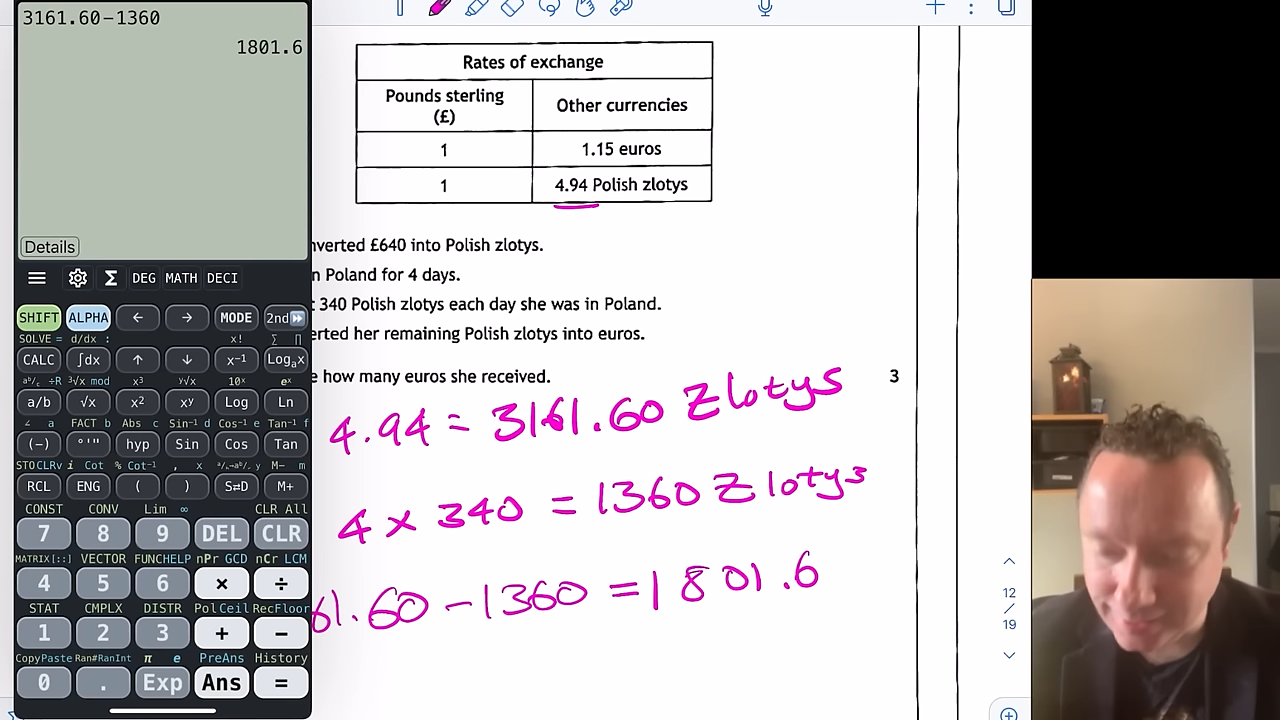 3161.60−1360
1801.6
Details
DEG MATH DECI
SHIFT ALPHA ← → MODE 2nd
SOLVE = d/dx : x! ∑ ∏
CALC ∫dx ↑ ↓ x⁻¹ Logₐx
aᵇ/c ÷R ³√x mod x³ ʸ√x 10ˣ eˣ
a/b √x x² xʸ Log Ln
∠ a FACT b Abs c Sin⁻¹ d Cos⁻¹ e Tan⁻¹ f
(−) °'" hyp Sin Cos Tan
STO CLRv i Cot % Cot⁻¹ , x y M− m
RCL ENG ( ) S⇄D M+
CONST CONV Lim ∞ CLR All
7 8 9 DEL CLR
MATRIX[::] VECTOR FUNC HELP nPr GCD nCr LCM
4 5 6 × ÷
STAT CMPLX DISTR Pol Ceil Rec Floor
1 2 3 + −
Copy Paste Ran# RanInt π e PreAns History
0 . Exp Ans =
Rates of exchange
Pounds sterling (£) Other currencies
1 1.15 euros
1 4.94 Polish zlotys
nverted £640 into Polish zlotys.
n Poland for 4 days.
t 340 Polish zlotys each day she was in Poland.
erted her remaining Polish zlotys into euros.
e how many euros she received. 3
4.94 = 3161.60 Zlotys
4 × 340 = 1360 Zlotys
61.60 − 1360 = 1801.6
12
/
19